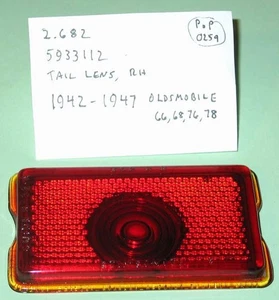 2.682
P&P
0259
5933112
TAIL LENS, RH
1942-1947 OLDSMOBILE
66, 68, 76, 78